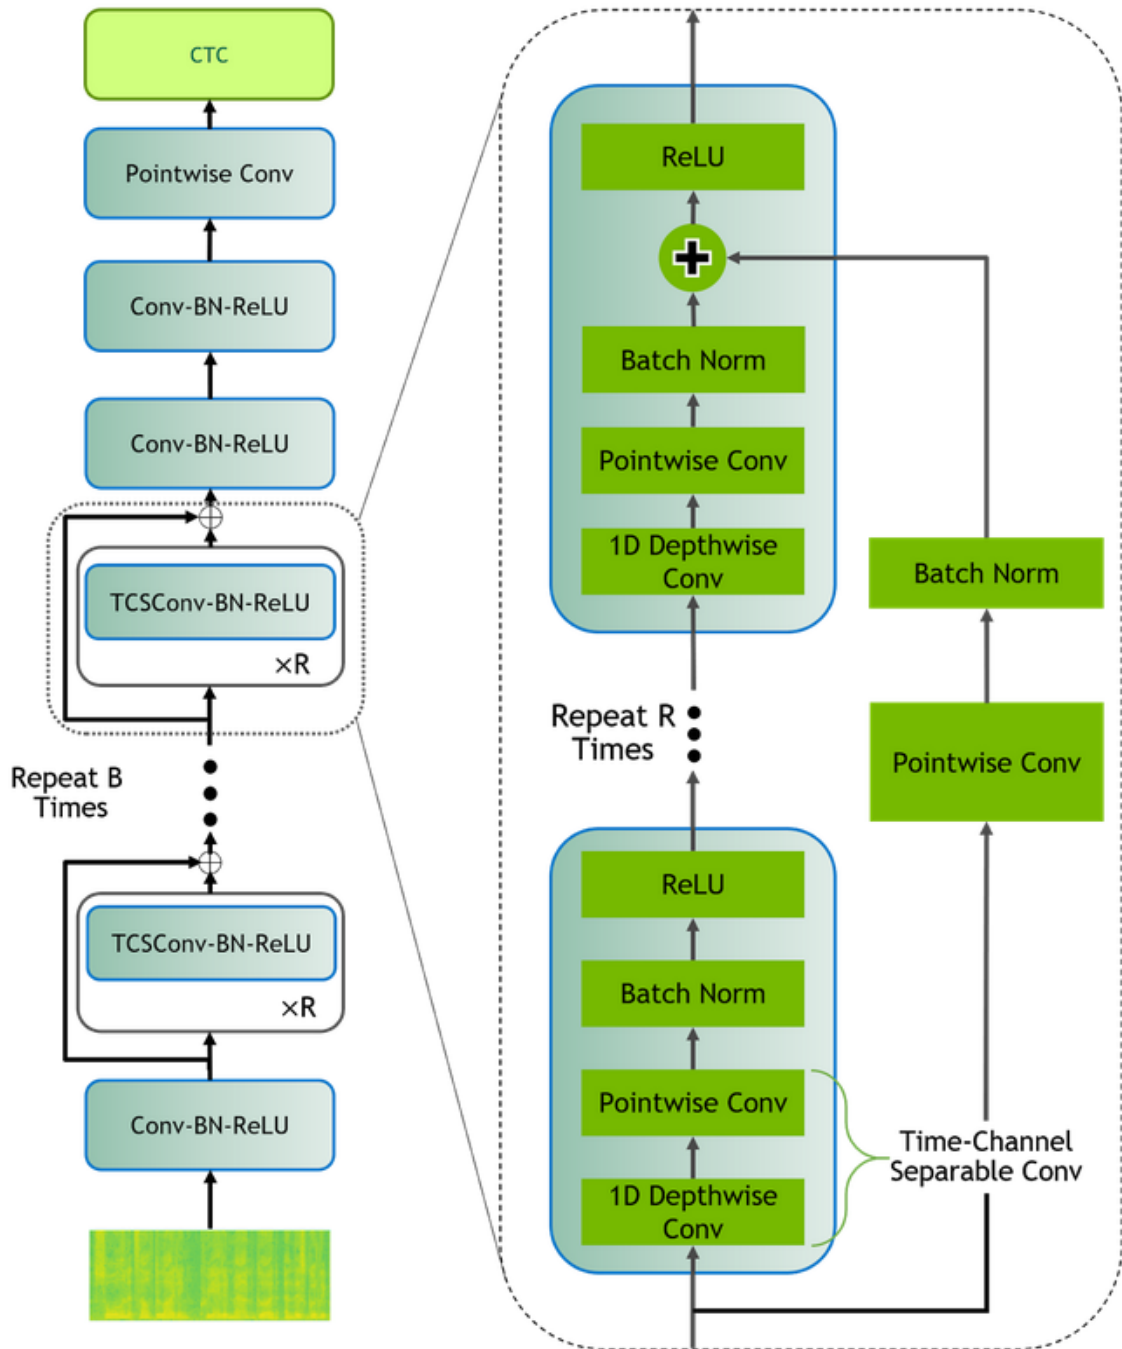 CTC
Pointwise Conv
Conv-BN-ReLU
Conv-BN-ReLU
TCSConv-BN-ReLU
×R
Repeat B
Times
TCSConv-BN-ReLU
×R
Conv-BN-ReLU
ReLU
Batch Norm
Pointwise Conv
1D Depthwise
Conv
Repeat R
Times
ReLU
Batch Norm
Pointwise Conv
1D Depthwise
Conv
Batch Norm
Pointwise Conv
Time-Channel
Separable Conv